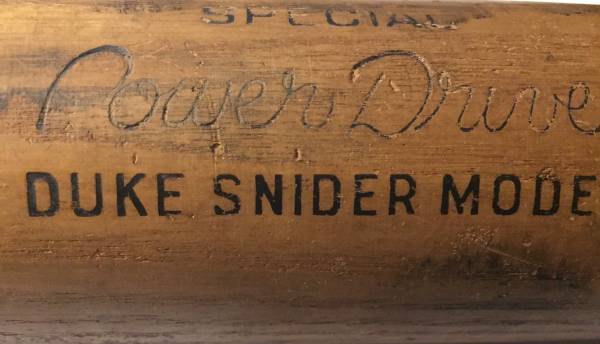 SPECIAL
Power Drive
DUKE SNIDER MODE